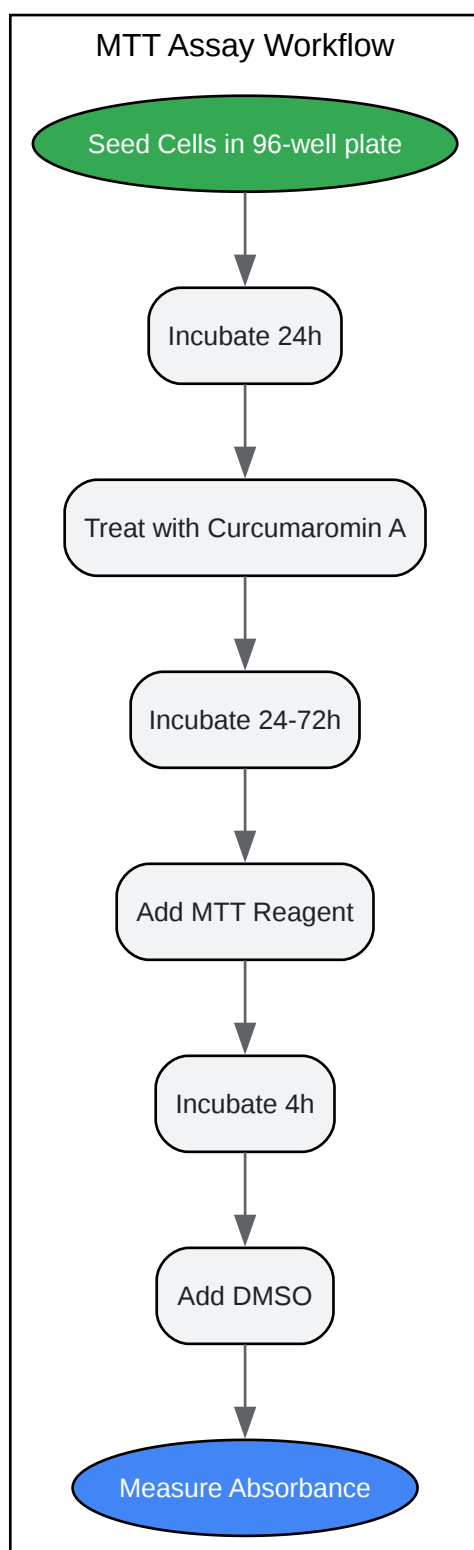 MTT Assay Workflow
Seed Cells in 96-well plate
Incubate 24h
Treat with Curcumaromin A
Incubate 24-72h
Add MTT Reagent
Incubate 4h
Add DMSO
Measure Absorbance